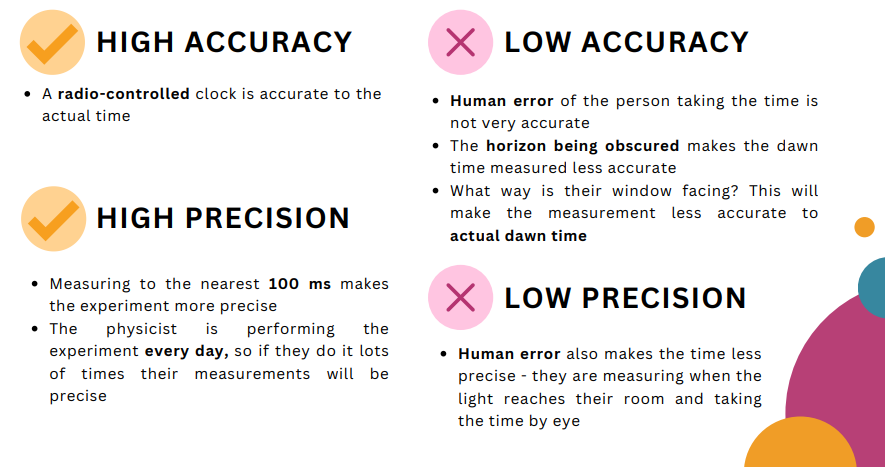 HIGH ACCURACY
• A radio-controlled clock is accurate to the
actual time
HIGH PRECISION
• Measuring to the nearest 100 ms makes
the experiment more precise
• The physicist is performing the
experiment every day, so if they do it lots
of times their measurements will be
precise
LOW ACCURACY
• Human error of the person taking the time is
not very accurate
• The horizon being obscured makes the dawn
time measured less accurate
• What way is their window facing? This will
make the measurement less accurate to
actual dawn time
LOW PRECISION
• Human error also makes the time less
precise - they are measuring when the
light reaches their room and taking
the time by eye